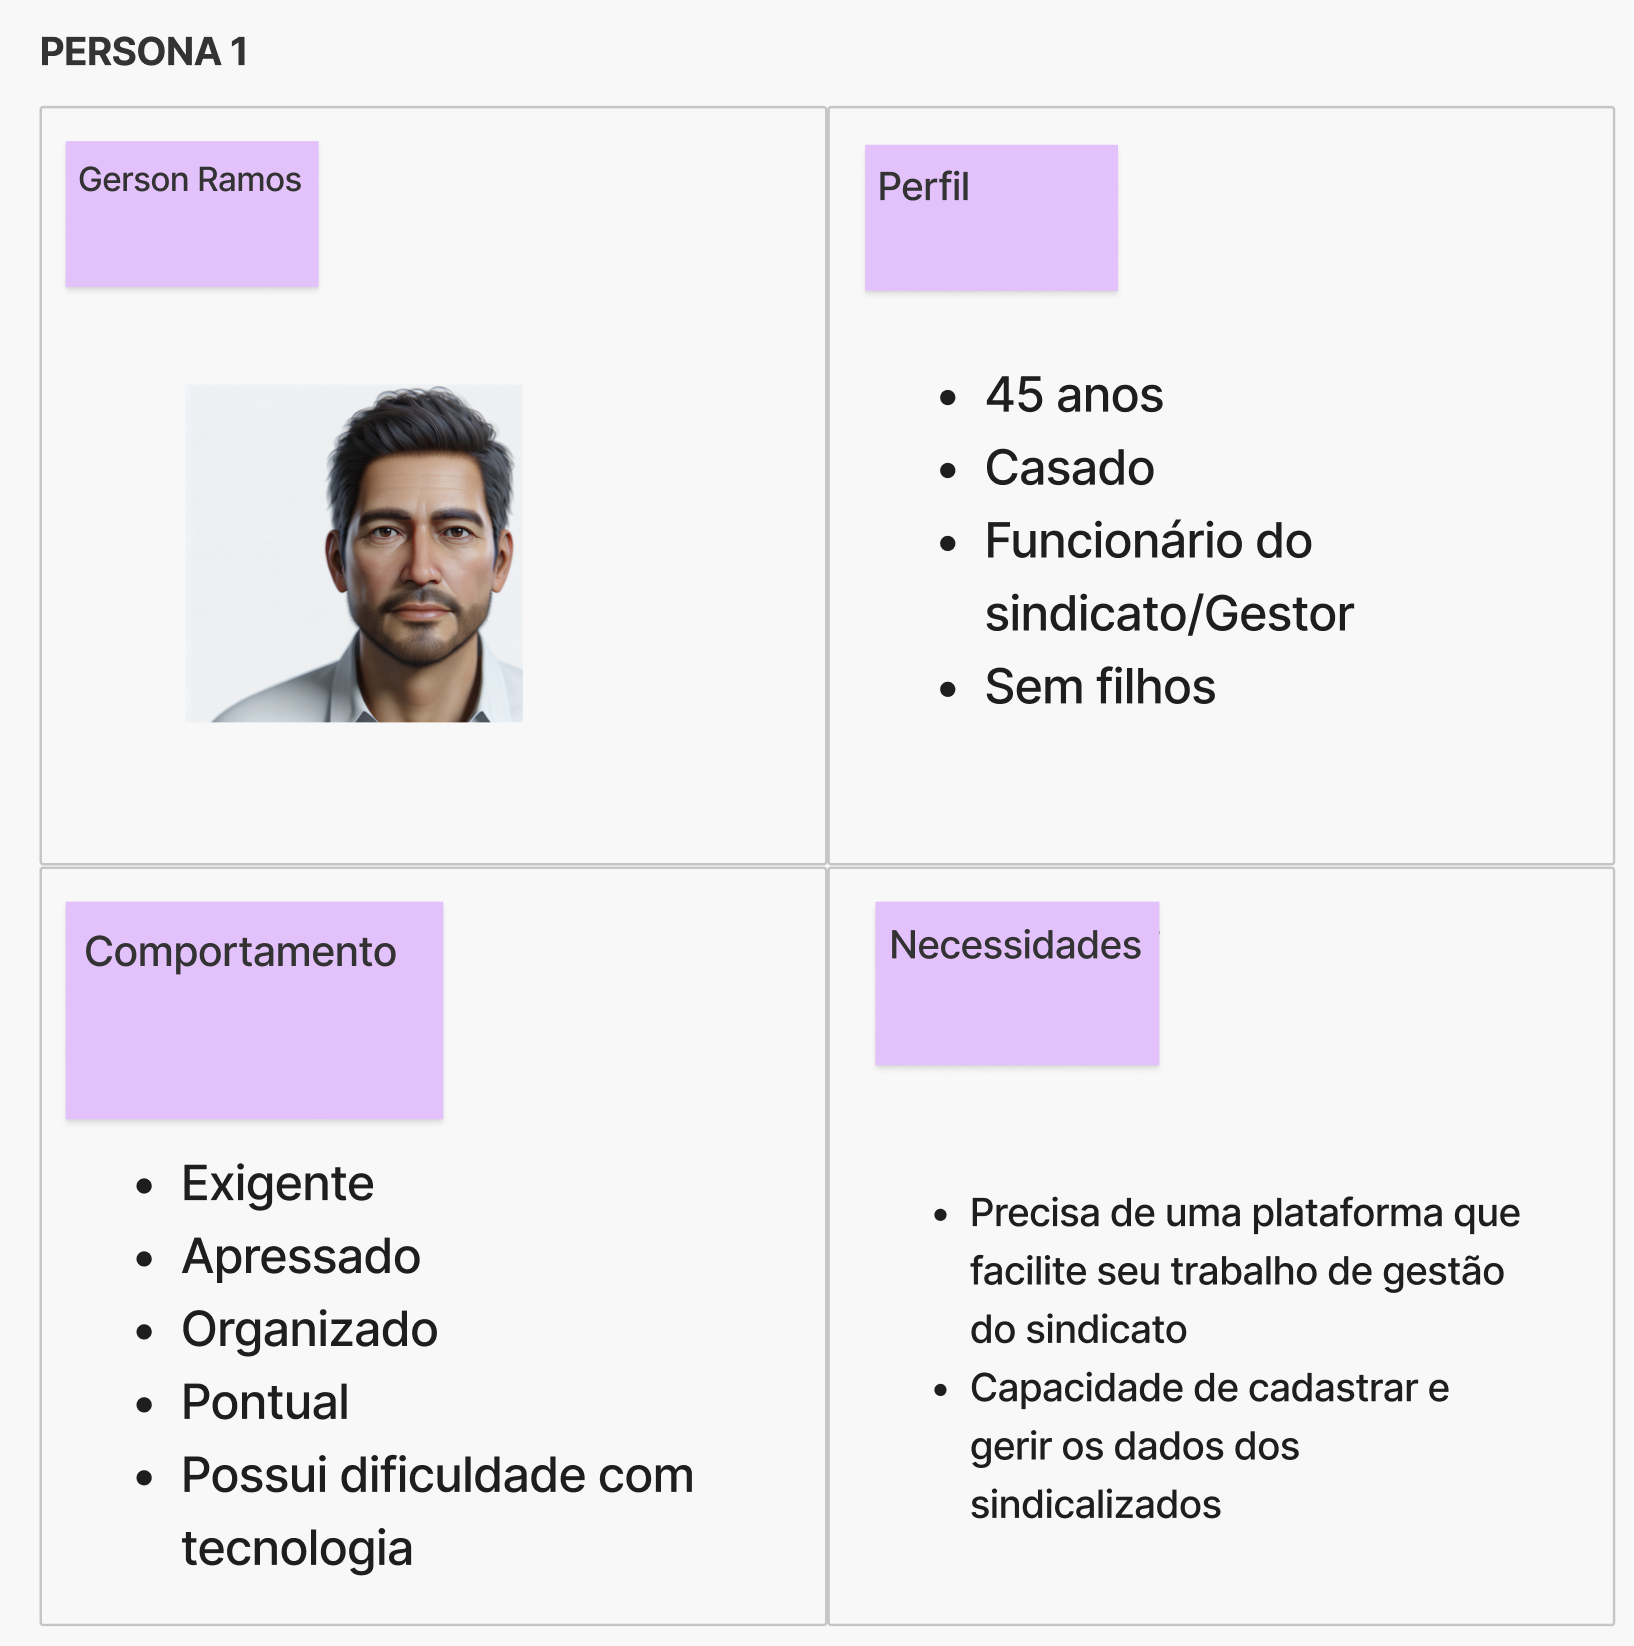 PERSONA 1
Gerson Ramos
Perfil
• 45 anos
• Casado
• Funcionário do
sindicato/Gestor
• Sem filhos
Comportamento
• Exigente
• Apressado
• Organizado
• Pontual
• Possui dificuldade com
tecnologia
Necessidades
• Precisa de uma plataforma que
facilite seu trabalho de gestão
do sindicato
• Capacidade de cadastrar e
gerir os dados dos
sindicalizados